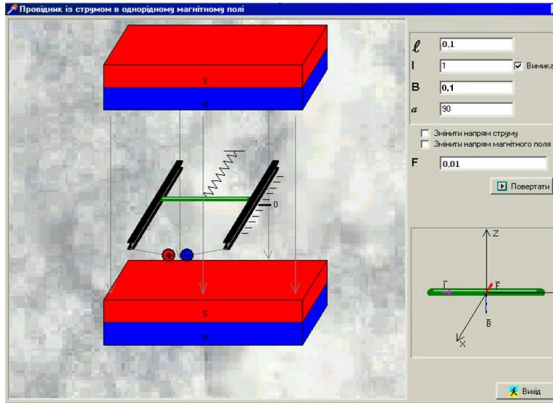 Провідник із струмом в однорідному магнітному полі
S
N
0
+
-
S
N
ℓ 0,1
I 1 Вимика
B 0,1
α 90
Змінити напрям струму
Змінити напрям магнітного поля
F 0,01
Повертати
Z
I F
B
X
Вихід